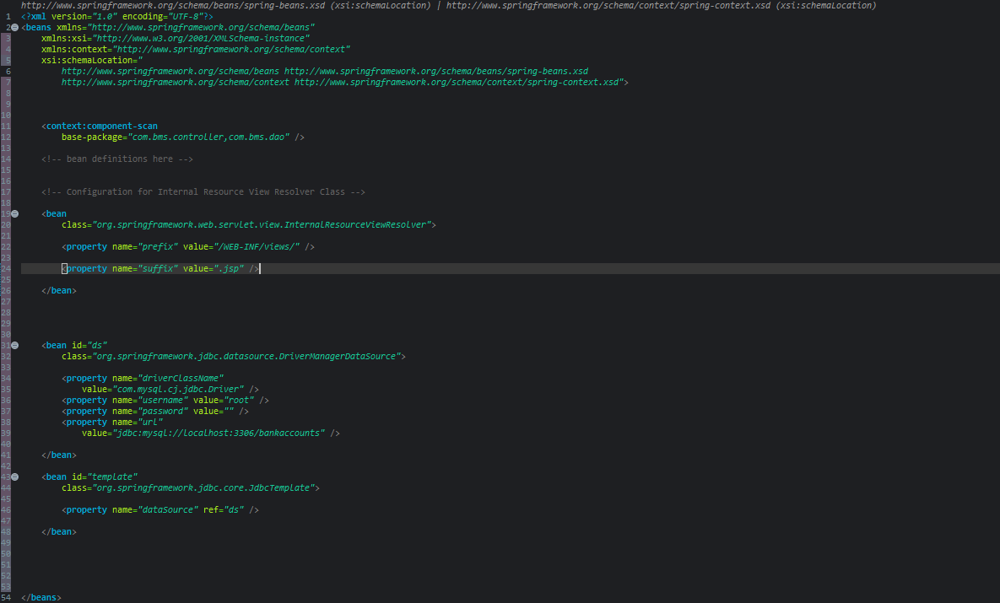 http://www.springframework.org/schema/beans/spring-beans.xsd (xsi:schemaLocation) | http://www.springframework.org/schema/context/spring-context.xsd (xsi:schemaLocation)
1 <?xml version="1.0" encoding="UTF-8"?>
2 <beans xmlns="http://www.springframework.org/schema/beans"
3 xmlns:xsi="http://www.w3.org/2001/XMLSchema-instance"
4 xmlns:context="http://www.springframework.org/schema/context"
5 xsi:schemaLocation="
6 http://www.springframework.org/schema/beans http://www.springframework.org/schema/beans/spring-beans.xsd
7 http://www.springframework.org/schema/context http://www.springframework.org/schema/context/spring-context.xsd">
8
9
10
11 <context:component-scan
12 base-package="com.bms.controller,com.bms.dao" />
13
14 <!-- bean definitions here -->
15
16
17 <!-- Configuration for Internal Resource View Resolver Class -->
18
19 <bean
20 class="org.springframework.web.servlet.view.InternalResourceViewResolver">
21
22 <property name="prefix" value="/WEB-INF/views/" />
23
24 <property name="suffix" value=".jsp" />
25
26 </bean>
27
28
29
30
31 <bean id="ds"
32 class="org.springframework.jdbc.datasource.DriverManagerDataSource">
33
34 <property name="driverClassName"
35 value="com.mysql.cj.jdbc.Driver" />
36 <property name="username" value="root" />
37 <property name="password" value="" />
38 <property name="url"
39 value="jdbc:mysql://localhost:3306/bankaccounts" />
40
41 </bean>
42
43 <bean id="template"
44 class="org.springframework.jdbc.core.JdbcTemplate">
45
46 <property name="dataSource" ref="ds" />
47
48 </bean>
49
50
51
52
53
54 </beans>